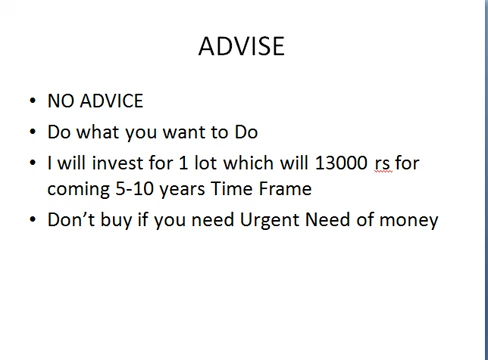 ADVISE
• NO ADVICE
• Do what you want to Do
• I will invest for 1 lot which will 13000 rs for
coming 5-10 years Time Frame
• Don’t buy if you need Urgent Need of money